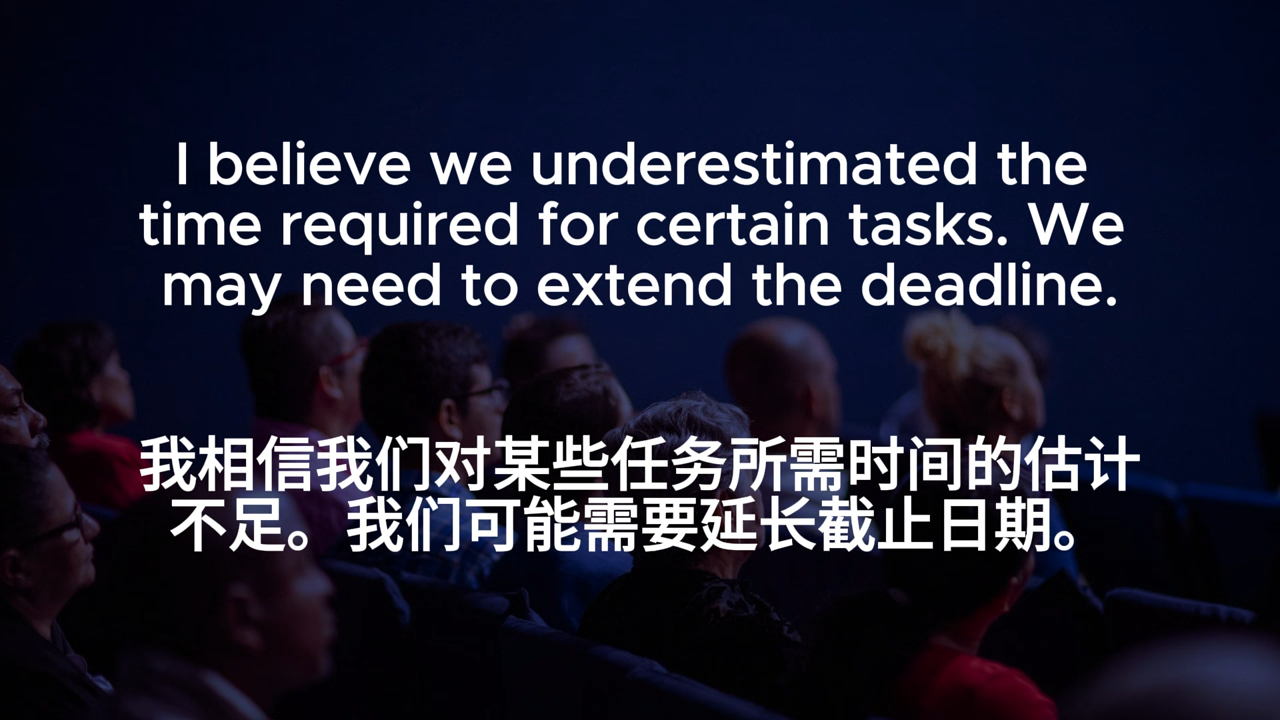 I believe we underestimated the
time required for certain tasks. We
may need to extend the deadline.
我相信我们对某些任务所需时间的估计
不足。我们可能需要延长截止日期。